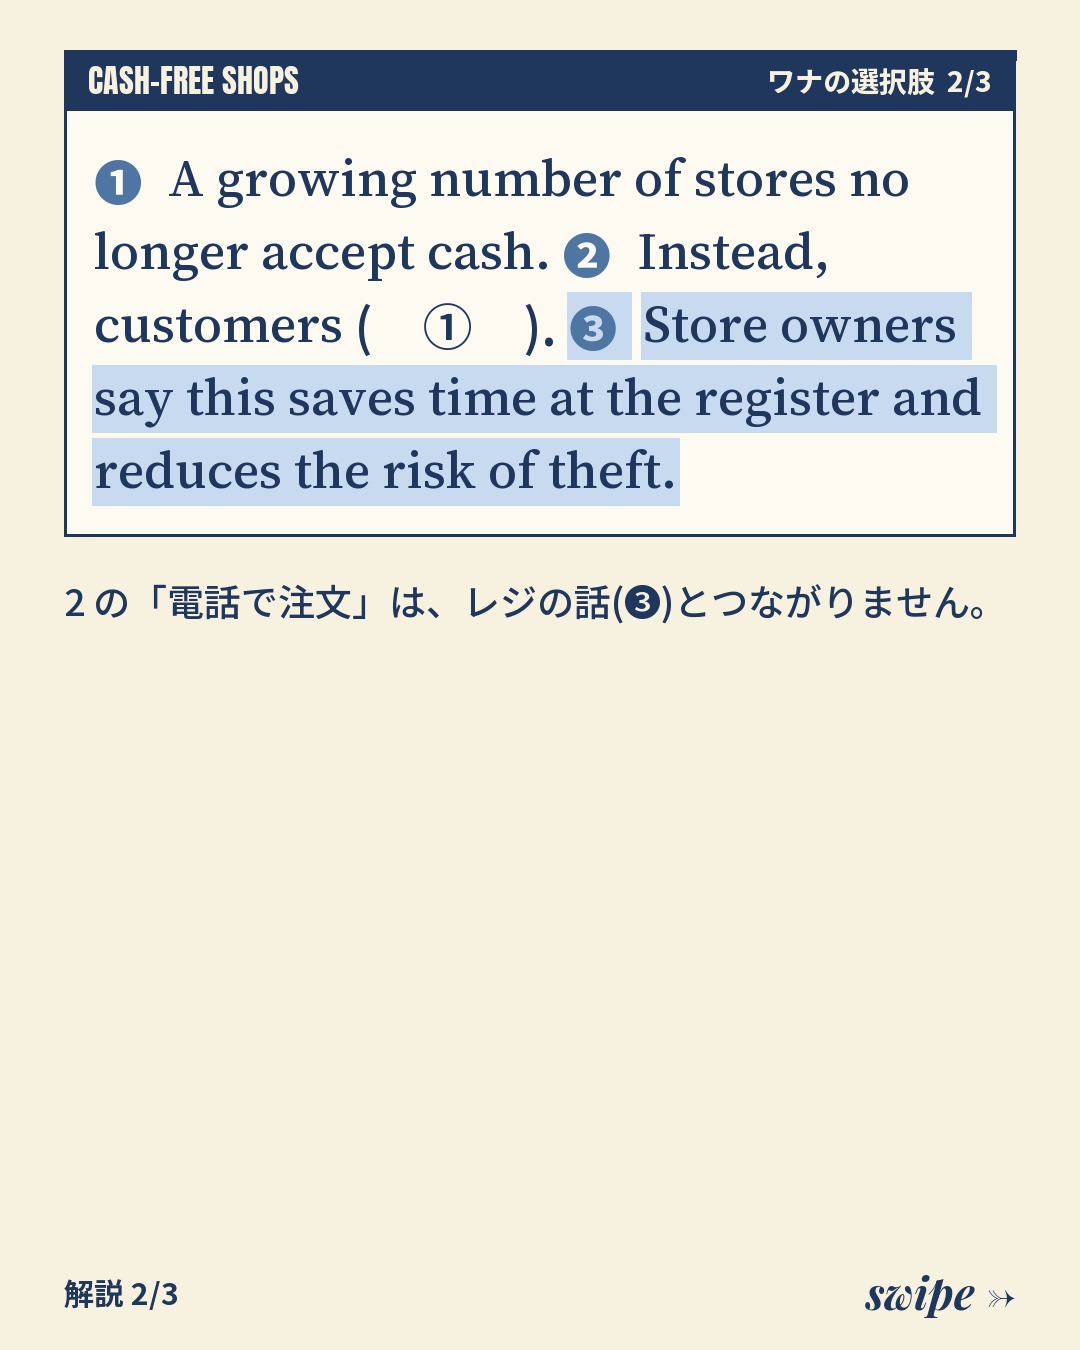 CASH-FREE SHOPS
ワナの選択肢 2/3
❶ A growing number of stores no
longer accept cash. ❷ Instead,
customers ( ① ). ❸ Store owners
say this saves time at the register and
reduces the risk of theft.
2 の「電話で注文」は、レジの話(❸)とつながりません。
解説 2/3
swipe